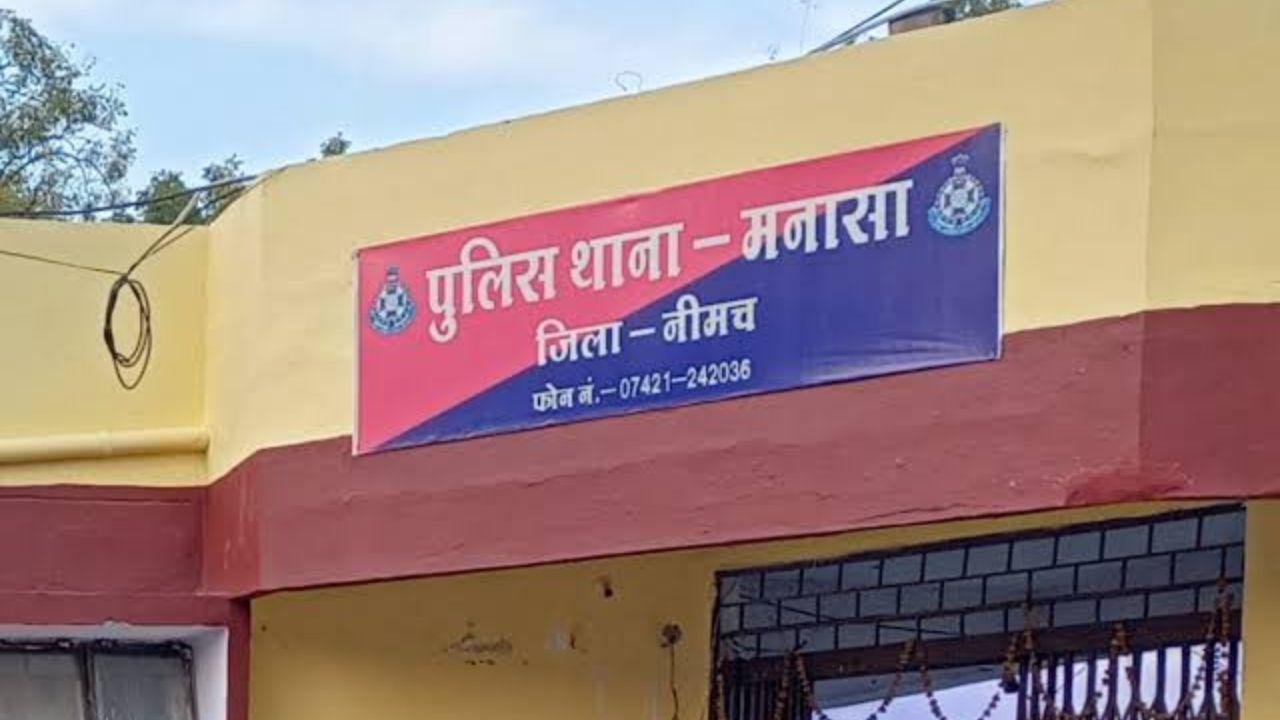 पुलिस थाना – मनासा
जिला – नीमच
फोन नं.– 07421–242036